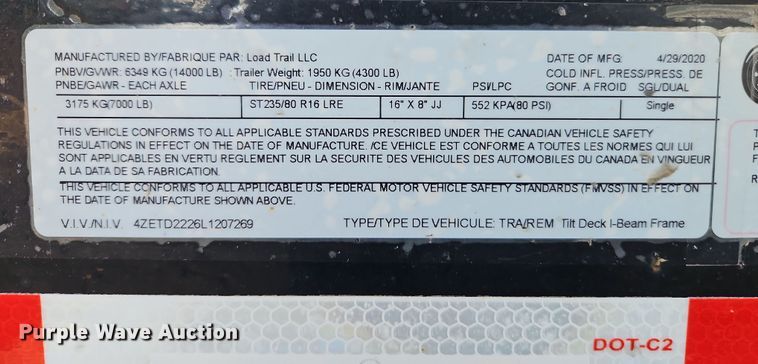 MANUFACTURED BY/FABRIQUE PAR: Load Trail LLC DATE OF MFG 4/29/2020
PNBV/GVWR: 6349 KG (14000 LB) Trailer Weight: 1950 KG (4300 LB) COLD INFL. PRESS/PRESS. DE
PNBE/GAWR - EACH AXLE TIRE/PNEU - DIMENSION - RIM/JANTE PSI/LPC GONF. A FROID SGL/DUAL
3175 KG(7000 LB) ST235/80 R16 LRE 16" X 8" JJ 552 KPA(80 PSI) Single
THIS VEHICLE CONFORMS TO ALL APPLICABLE STANDARDS PRESCRIBED UNDER THE CANADIAN VEHICLE SAFETY
REGULATIONS IN EFFECT ON THE DATE OF MANUFACTURE. /CE VEHICLE EST CONFORME A TOUTES LES NORMES QUI LUI
SONT APPLICABLES EN VERTU REGLEMENT SUR LA SECURITE DES VEHICULES DES AUTOMOBILES DU CANADA EN VINGUEUR
A LA DATA DE SA FABRICATION.
THIS VEHICLE CONFORMS TO ALL APPLICABLE U.S. FEDERAL MOTOR VEHICLE SAFETY STANDARDS (FMVSS) IN EFFECT ON
THE DATE OF MANUFACTURE SHOWN ABOVE.
V.I.V./N.I.V. 4ZETD2226L1207269 TYPE/TYPE DE VEHICULE: TRA/REM Tilt Deck I-Beam Frame
Purple Wave Auction
DOT-C2